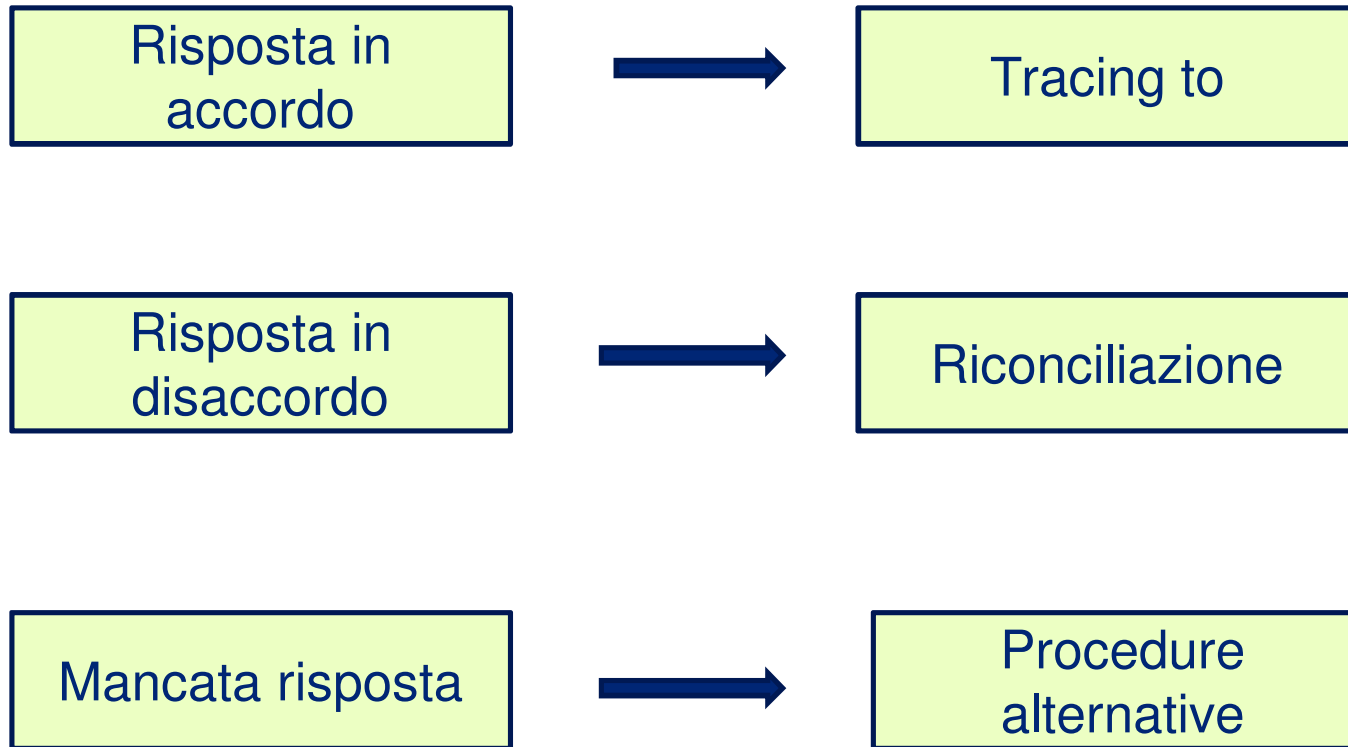 Risposta in
accordo
Tracing to
Risposta in
disaccordo
Riconciliazione
Mancata risposta
Procedure
alternative